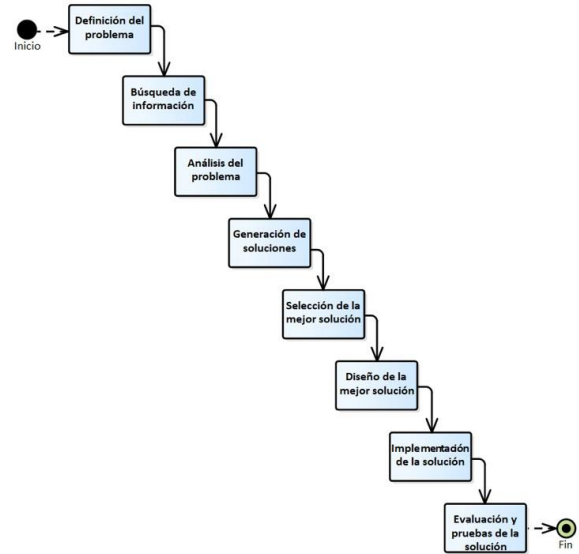 Inicio
Definición del
problema
Búsqueda de
información
Análisis del
problema
Generación de
soluciones
Selección de la
mejor solución
Diseño de la
mejor solución
Implementación
de la solución
Evaluación y
pruebas de la
solución
Fin